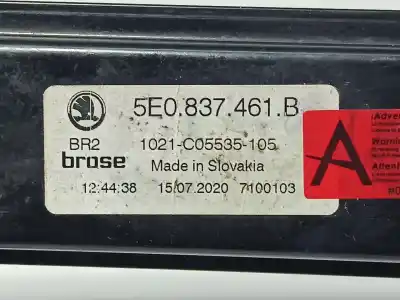 5E0.837.461.B
BR2 1021-C05535-105
brose Made in Slovakia
12:44:38 15/07.2020 7100103
A